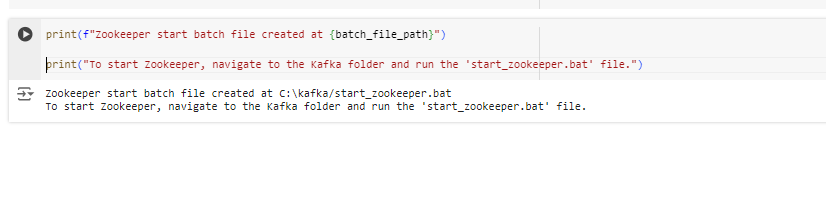 print(f"Zookeeper start batch file created at {batch_file_path}")
print("To start Zookeeper, navigate to the Kafka folder and run the 'start_zookeeper.bat' file.")
Zookeeper start batch file created at C:\kafka/start_zookeeper.bat
To start Zookeeper, navigate to the Kafka folder and run the 'start_zookeeper.bat' file.